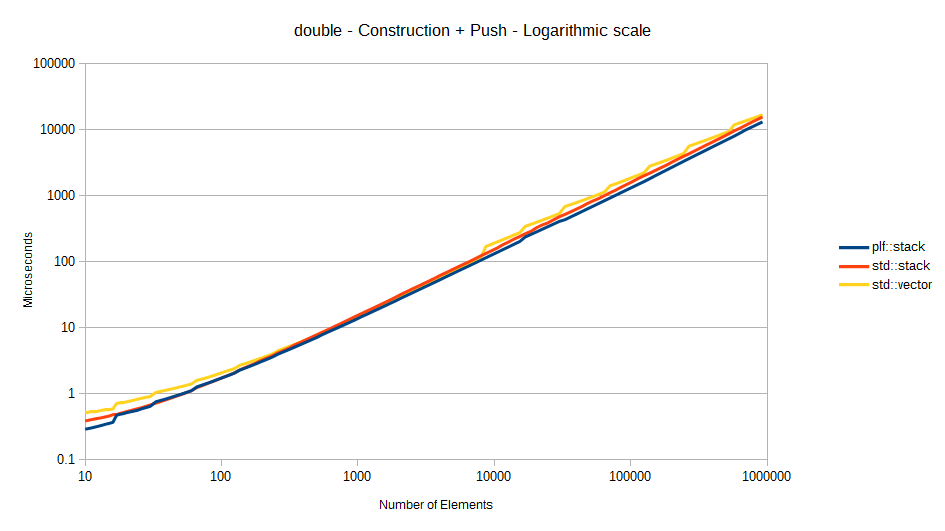 double - Construction + Push - Logarithmic scale
100000
10000
1000
100
10
1
0.1
Microseconds
10 100 1000 10000 100000 1000000
Number of Elements
plf::stack
std::stack
std::vector